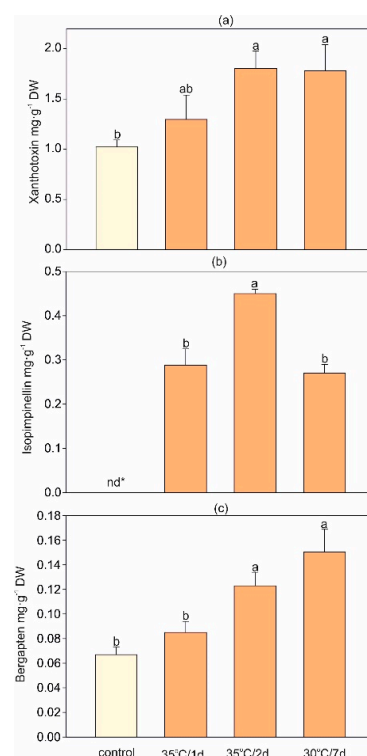 (a)
Xanthotoxin mg·g⁻¹ DW
2.0
1.5
1.0
0.5
0.0
b
ab
a
a
(b)
Isopimpinellin mg·g⁻¹ DW
0.5
0.4
0.3
0.2
0.1
0.0
nd*
b
a
b
(c)
Bergapten mg·g⁻¹ DW
0.18
0.16
0.14
0.12
0.10
0.08
0.06
0.04
0.02
0.00
b
b
a
a
control 35°C/1d 35°C/2d 30°C/7d